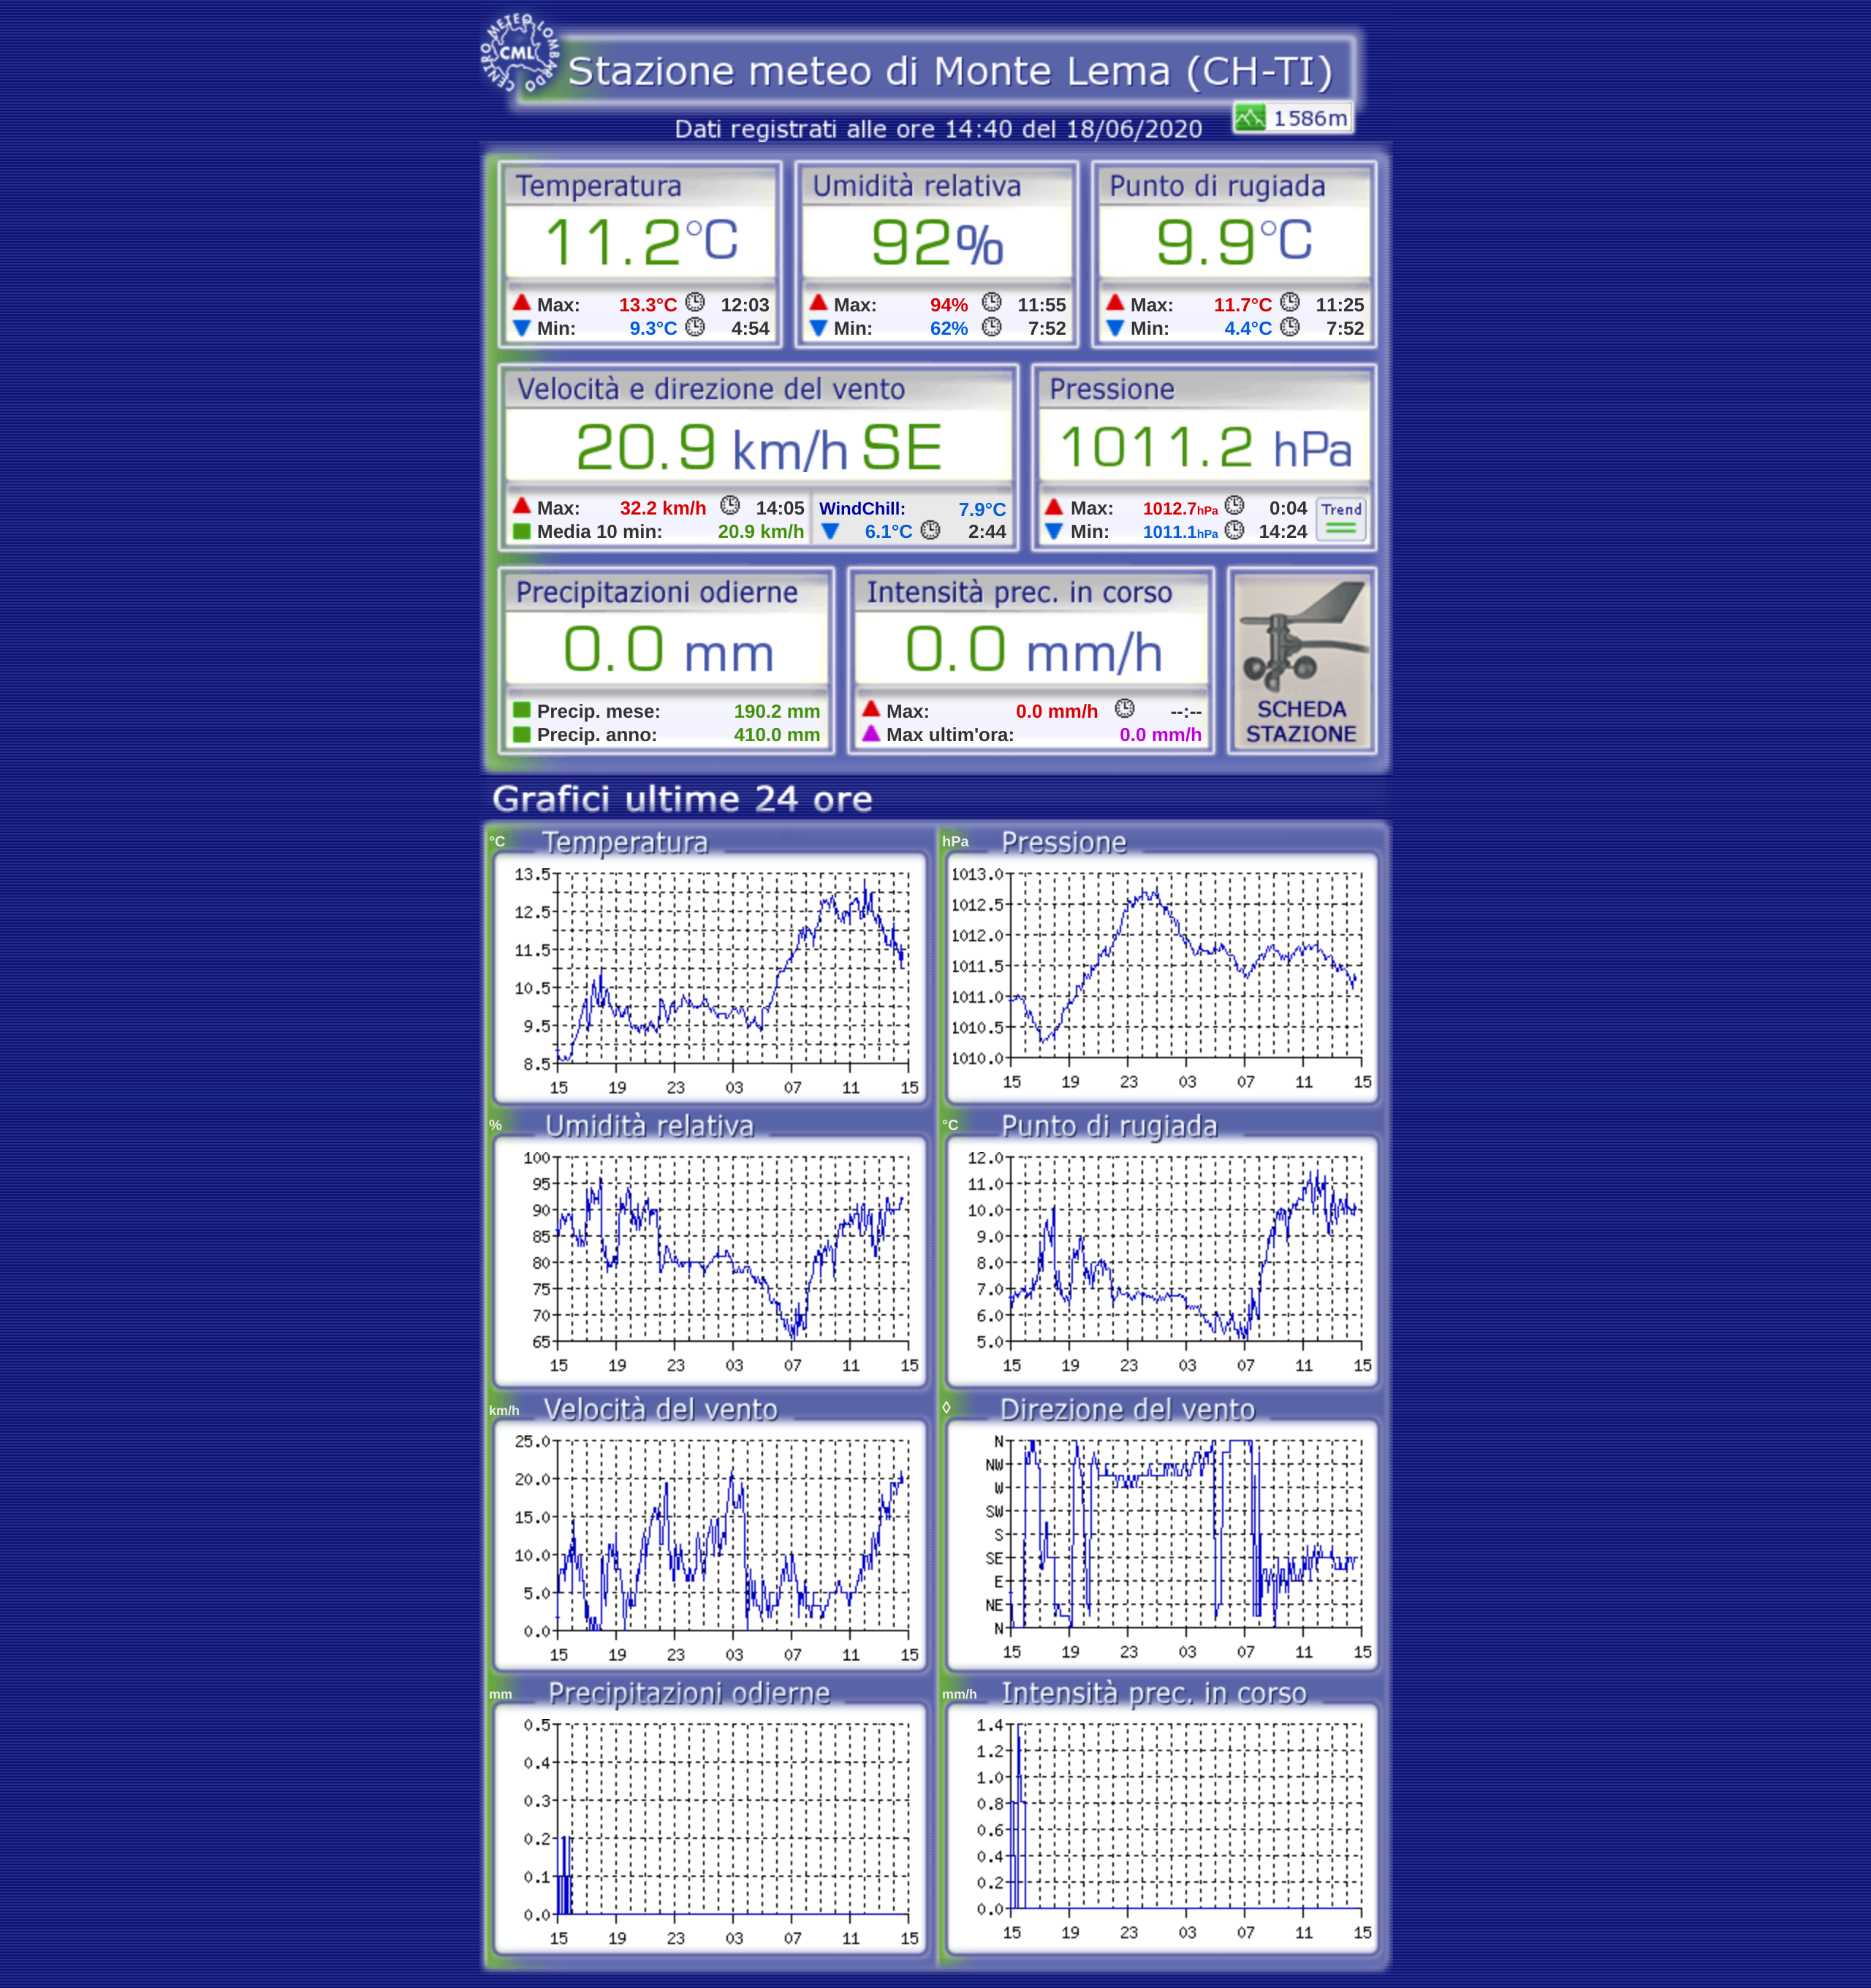 CENTRO METEO LOMBARDO
CML
Stazione meteo di Monte Lema (CH-TI)
1586m
Dati registrati alle ore 14:40 del 18/06/2020
Temperatura
11.2°C
Max: 13.3°C 12:03
Min: 9.3°C 4:54
Umidità relativa
92%
Max: 94% 11:55
Min: 62% 7:52
Punto di rugiada
9.9°C
Max: 11.7°C 11:25
Min: 4.4°C 7:52
Velocità e direzione del vento
20.9 km/h SE
Max: 32.2 km/h 14:05
Media 10 min: 20.9 km/h
WindChill: 7.9°C
6.1°C 2:44
Pressione
1011.2 hPa
Max: 1012.7hPa 0:04
Min: 1011.1hPa 14:24
Trend
Precipitazioni odierne
0.0 mm
Precip. mese: 190.2 mm
Precip. anno: 410.0 mm
Intensità prec. in corso
0.0 mm/h
Max: 0.0 mm/h --:--
Max ultim'ora: 0.0 mm/h
SCHEDA
STAZIONE
Grafici ultime 24 ore
°C Temperatura
13.5
12.5
11.5
10.5
9.5
8.5
15 19 23 03 07 11 15
hPa Pressione
1013.0
1012.5
1012.0
1011.5
1011.0
1010.5
1010.0
15 19 23 03 07 11 15
% Umidità relativa
100
95
90
85
80
75
70
65
15 19 23 03 07 11 15
°C Punto di rugiada
12.0
11.0
10.0
9.0
8.0
7.0
6.0
5.0
15 19 23 03 07 11 15
km/h Velocità del vento
25.0
20.0
15.0
10.0
5.0
0.0
15 19 23 03 07 11 15
◊ Direzione del vento
N
NW
W
SW
S
SE
E
NE
N
15 19 23 03 07 11 15
mm Precipitazioni odierne
0.5
0.4
0.3
0.2
0.1
0.0
15 19 23 03 07 11 15
mm/h Intensità prec. in corso
1.4
1.2
1.0
0.8
0.6
0.4
0.2
0.0
15 19 23 03 07 11 15